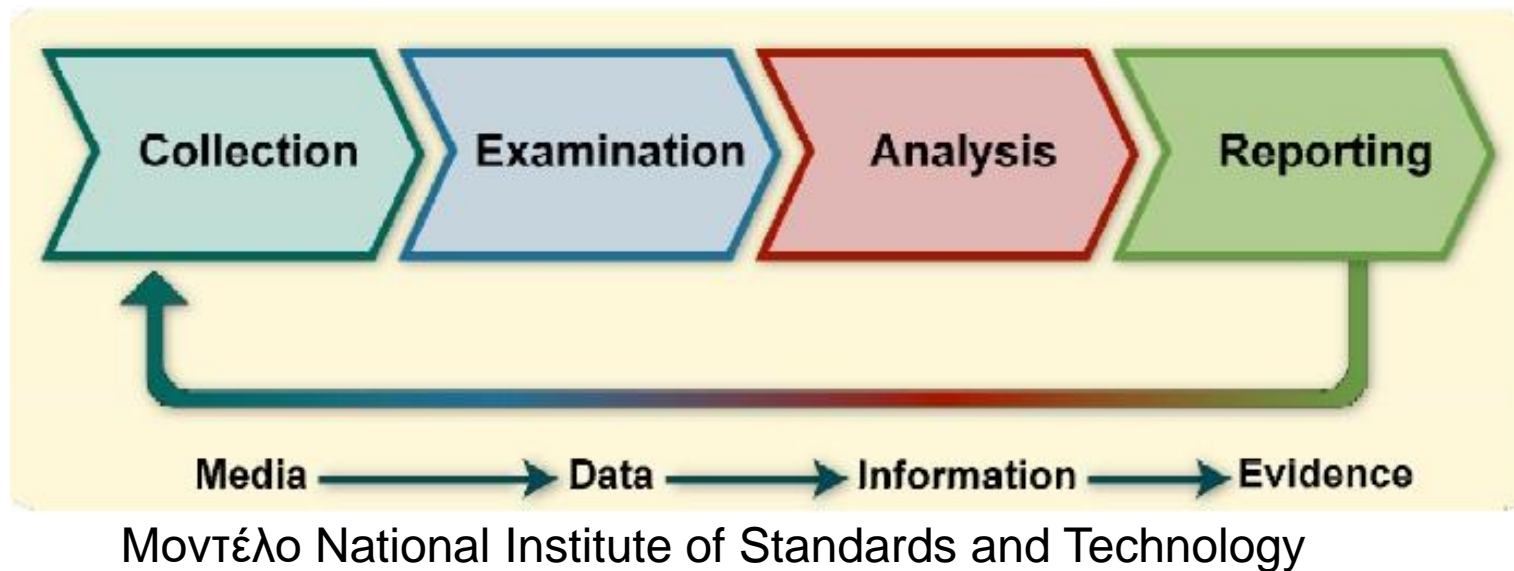 Collection
Examination
Analysis
Reporting
Media
Data
Information
Evidence
Μοντέλο National Institute of Standards and Technology